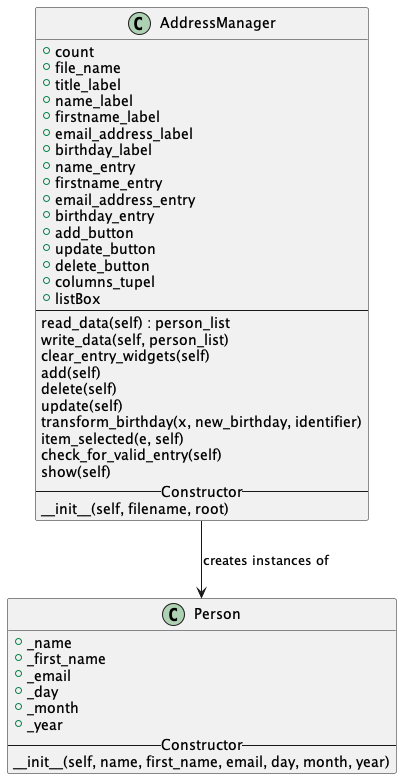 C AddressManager
count
file_name
title_label
name_label
firstname_label
email_address_label
birthday_label
name_entry
firstname_entry
email_address_entry
birthday_entry
add_button
update_button
delete_button
columns_tupel
listBox
read_data(self) : person_list
write_data(self, person_list)
clear_entry_widgets(self)
add(self)
delete(self)
update(self)
transform_birthday(x, new_birthday, identifier)
item_selected(e, self)
check_for_valid_entry(self)
show(self)
Constructor
__init__(self, filename, root)
creates instances of
C Person
_name
_first_name
_email
_day
_month
_year
Constructor
__init__(self, name, first_name, email, day, month, year)